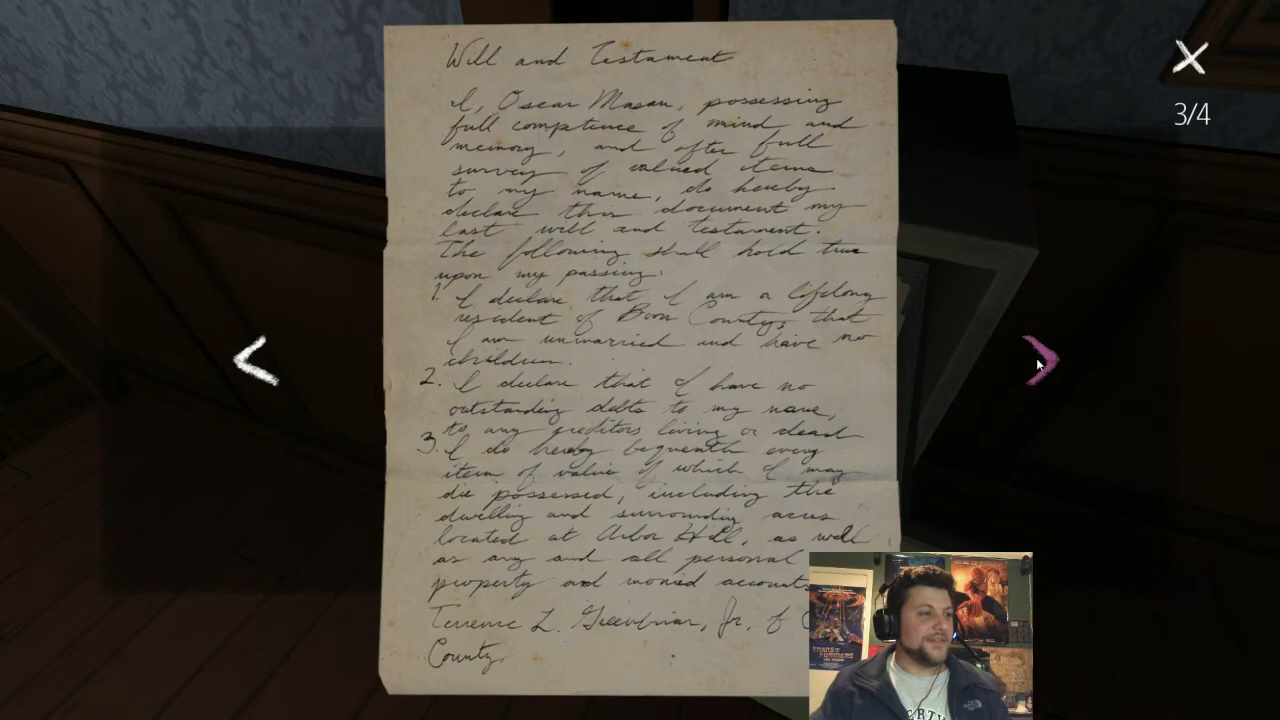 3/4
Will and Testament
I, Oscar Masan, possessing
full competence of mind and
memory, and after full
survey of valued items
to my name, do hereby
declare this document my
last will and testament.
The following shall hold true
upon my passing:
1. I declare that I am a lifelong
resident of Boon County, that
I am unmarried and have no
children.
2. I declare that I have no
outstanding debts to my name,
to any creditors living or dead
3. I do hereby bequeath every
item of value of which I may
die possessed, including the
dwelling and surrounding acres
located at Arbor Hill, as well
as any and all personal
property and monied accounts
Terrence L. Jr. of
County.
TRANSFORMERS